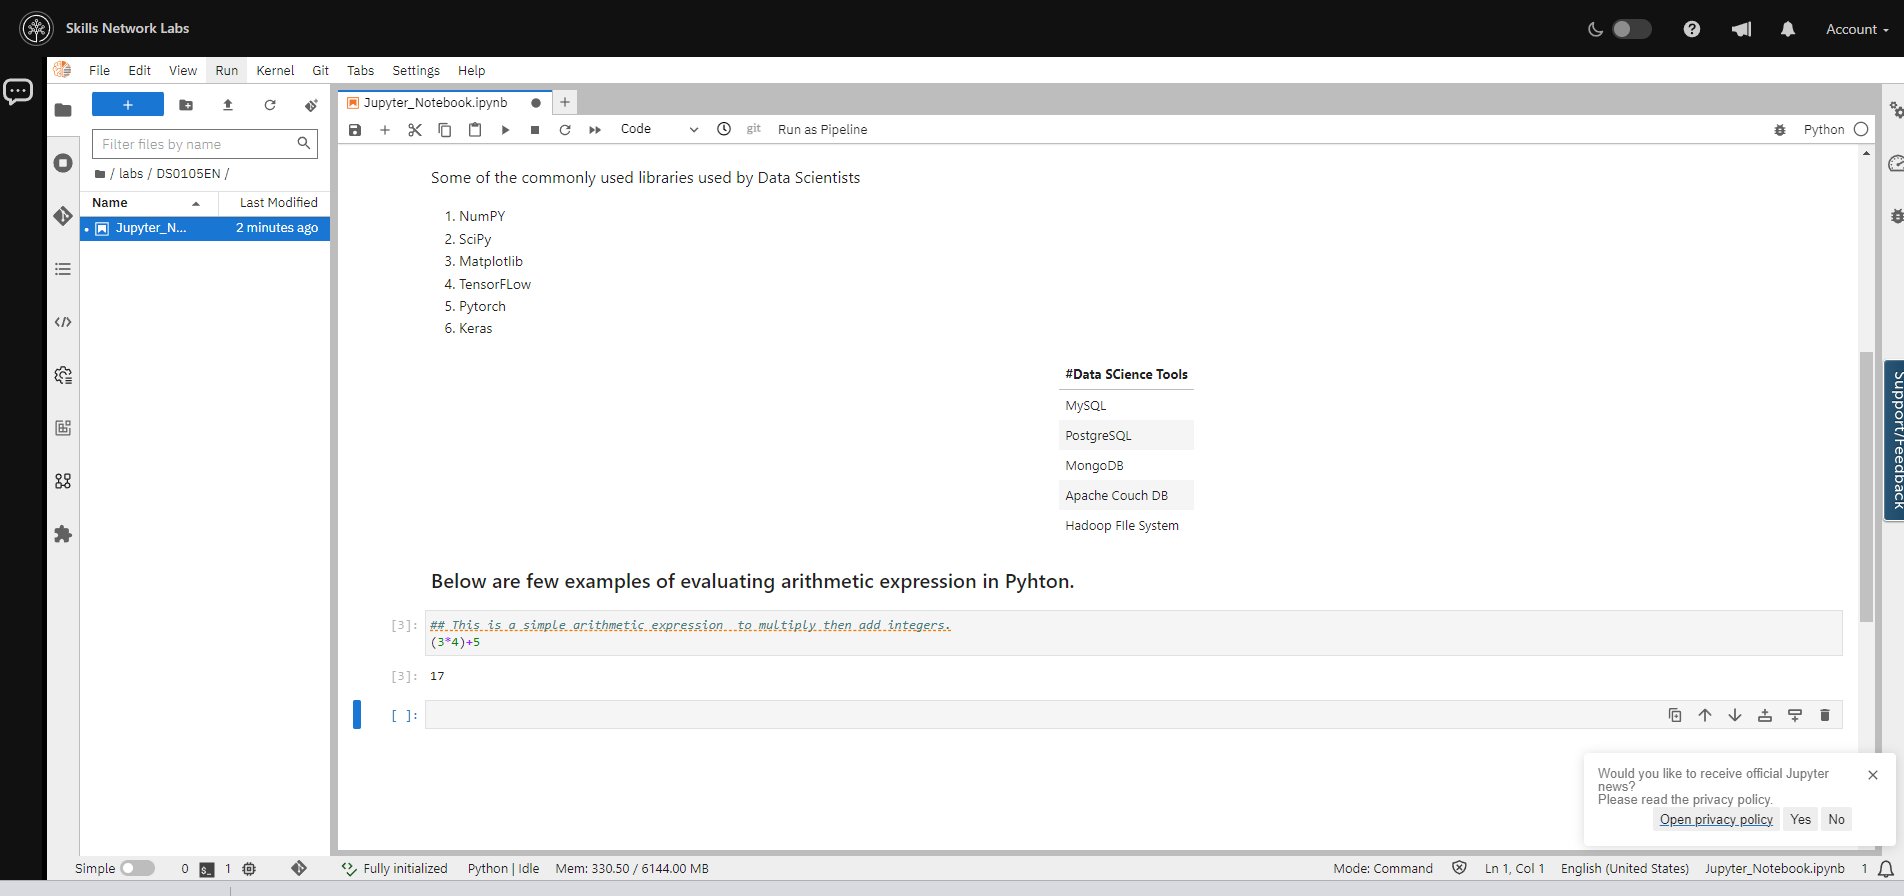 Skills Network Labs
Account
File Edit View Run Kernel Git Tabs Settings Help
Jupyter_Notebook.ipynb
Code git Run as Pipeline Python
Filter files by name
/ labs / DS0105EN /
Name Last Modified
Jupyter_N... 2 minutes ago
Some of the commonly used libraries used by Data Scientists
1. NumPY
2. SciPy
3. Matplotlib
4. TensorFLow
5. Pytorch
6. Keras
#Data SCience Tools
MySQL
PostgreSQL
MongoDB
Apache Couch DB
Hadoop FIle System
Below are few examples of evaluating arithmetic expression in Pyhton.
[3]: ## This is a simple arithmetic expression  to multiply then add integers.
(3*4)+5
[3]: 17
[ ]:
Support/Feedback
Would you like to receive official Jupyter
news?
Please read the privacy policy.
Open privacy policy Yes No
Simple 0 $_ 1 Fully initialized Python | Idle Mem: 330.50 / 6144.00 MB Mode: Command Ln 1, Col 1 English (United States) Jupyter_Notebook.ipynb 1